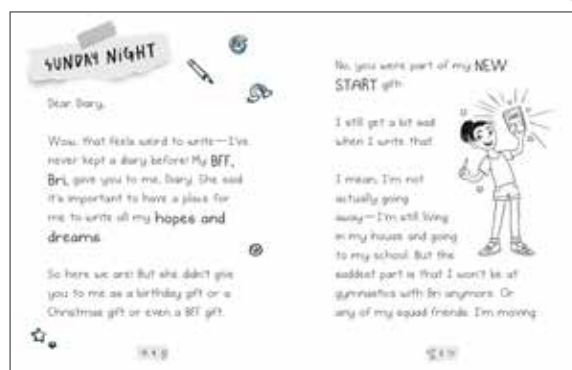 SUNDAY NIGHT
Dear Diary,
Wow, that feels weird to write—I've
never kept a diary before! My BFF,
Bri, gave you to me, Diary. She said
it's important to have a place for
me to write all my hopes and
dreams.
So here we are! But she didn't give
you to me as a birthday gift or a
Christmas gift or even a BFF gift.
No, you were part of my NEW
START gift.
I still get a bit sad
when I write that.
I mean, I'm not
actually going
away—I'm still living
in my house and going
to my school. But the
saddest part is that I won't be at
gymnastics with Bri anymore. Or
any of my squad friends. I'm moving